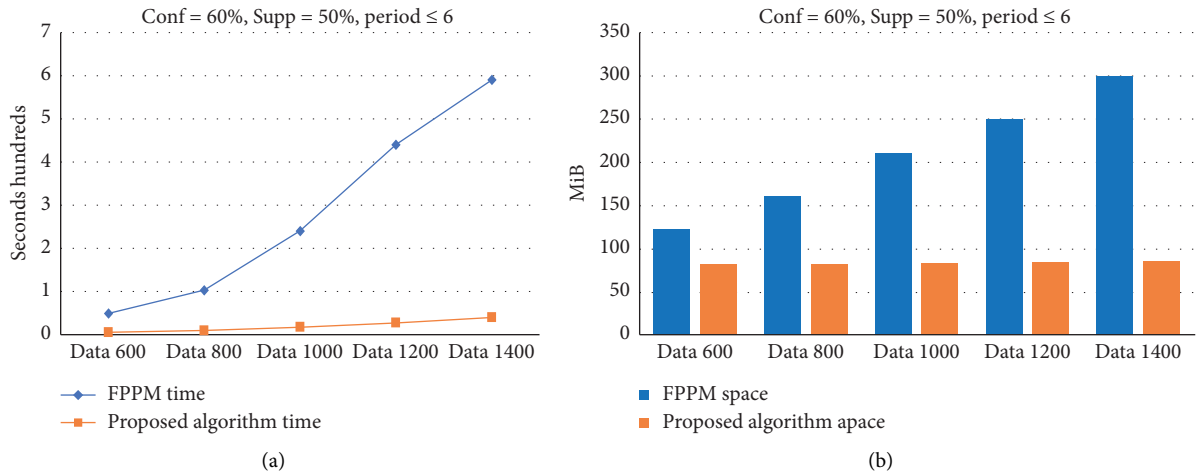 Conf = 60%, Supp = 50%, period ≤ 6
7
6
5
4
3
2
1
0
Seconds hundreds
Data 600 Data 800 Data 1000 Data 1200 Data 1400
FPPM time
Proposed algorithm time
(a)
Conf = 60%, Supp = 50%, period ≤ 6
350
300
250
200
150
100
50
0
MiB
Data 600 Data 800 Data 1000 Data 1200 Data 1400
FPPM space
Proposed algorithm apace
(b)